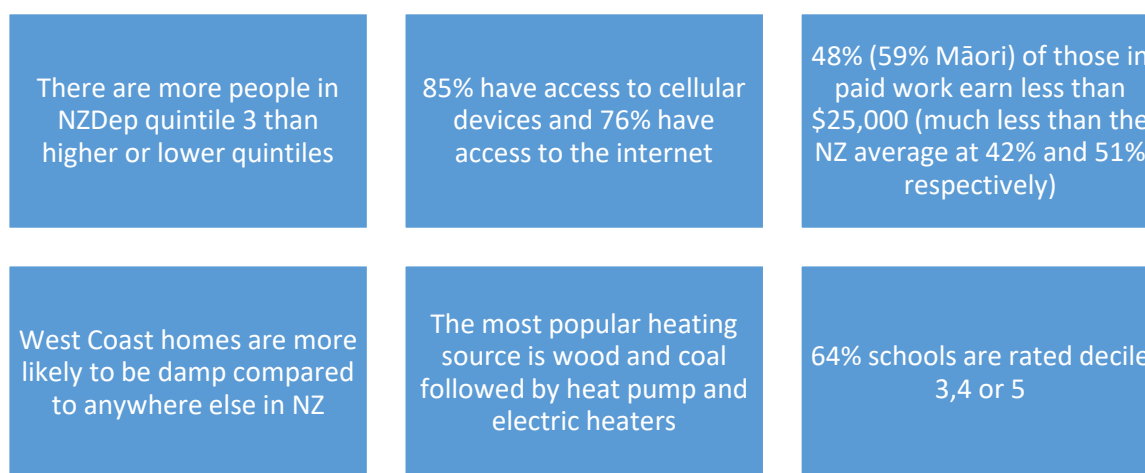 There are more people in
NZDep quintile 3 than
higher or lower quintiles
85% have access to cellular
devices and 76% have
access to the internet
48% (59% Māori) of those in
paid work earn less than
$25,000 (much less than the
NZ average at 42% and 51%
respectively)
West Coast homes are more
likely to be damp compared
to anywhere else in NZ
The most popular heating
source is wood and coal
followed by heat pump and
electric heaters
64% schools are rated decile
3,4 or 5